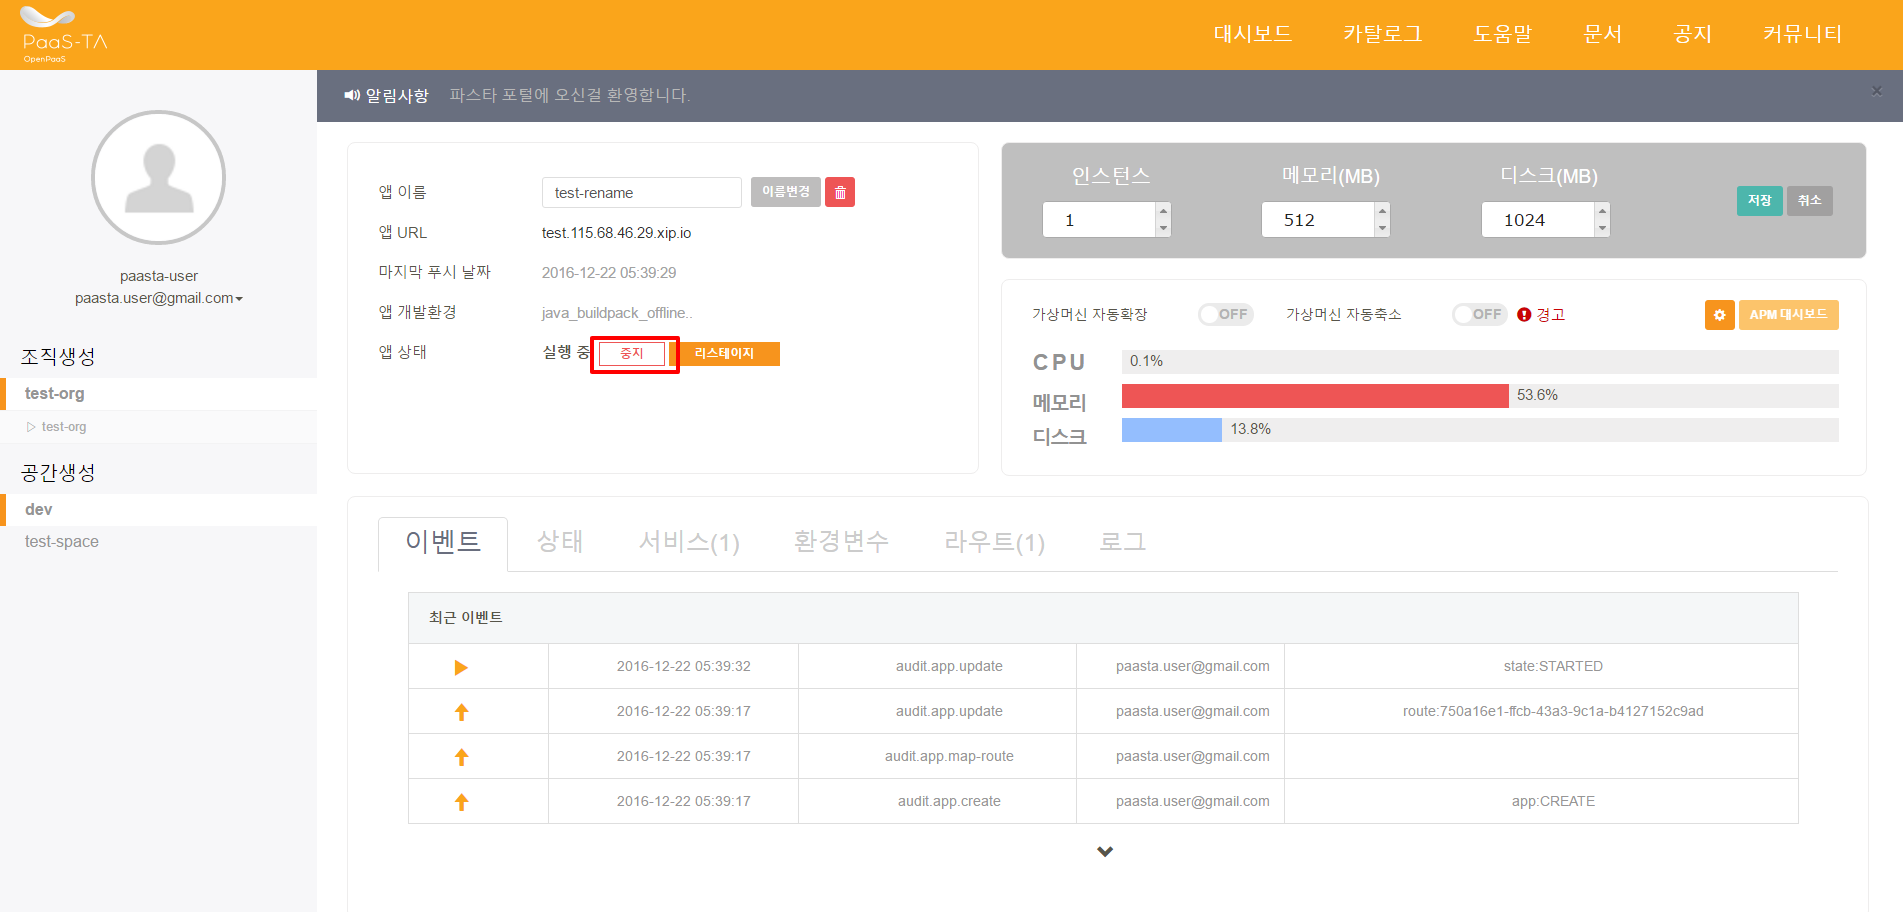 PaaS-TA
OpenPaaS
대시보드 카탈로그 도움말 문서 공지 커뮤니티
알림사항 파스타 포털에 오신걸 환영합니다.
paasta-user
paasta.user@gmail.com
조직생성
test-org
test-org
공간생성
dev
test-space
앱 이름 test-rename 이름변경
앱 URL test.115.68.46.29.xip.io
마지막 푸시 날짜 2016-12-22 05:39:29
앱 개발환경 java_buildpack_offline..
앱 상태 실행 중 중지 리스테이지
인스턴스 메모리(MB) 디스크(MB)
1 512 1024 저장 취소
가상머신 자동확장 OFF 가상머신 자동축소 OFF 경고 APM 대시보드
CPU 0.1%
메모리 53.6%
디스크 13.8%
이벤트 상태 서비스(1) 환경변수 라우트(1) 로그
최근 이벤트
2016-12-22 05:39:32 audit.app.update paasta.user@gmail.com state:STARTED
2016-12-22 05:39:17 audit.app.update paasta.user@gmail.com route:750a16e1-ffcb-43a3-9c1a-b4127152c9ad
2016-12-22 05:39:17 audit.app.map-route paasta.user@gmail.com
2016-12-22 05:39:17 audit.app.create paasta.user@gmail.com app:CREATE